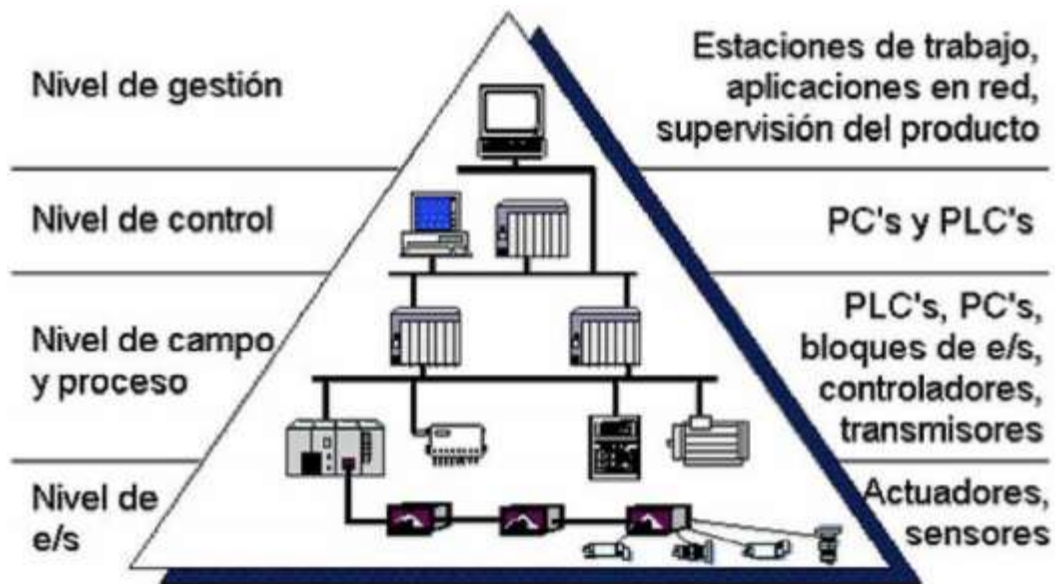 Nivel de gestión
Estaciones de trabajo,
aplicaciones en red,
supervisión del producto
Nivel de control
PC's y PLC's
Nivel de campo
y proceso
PLC's, PC's,
bloques de e/s,
controladores,
transmisores
Nivel de
e/s
Actuadores,
sensores